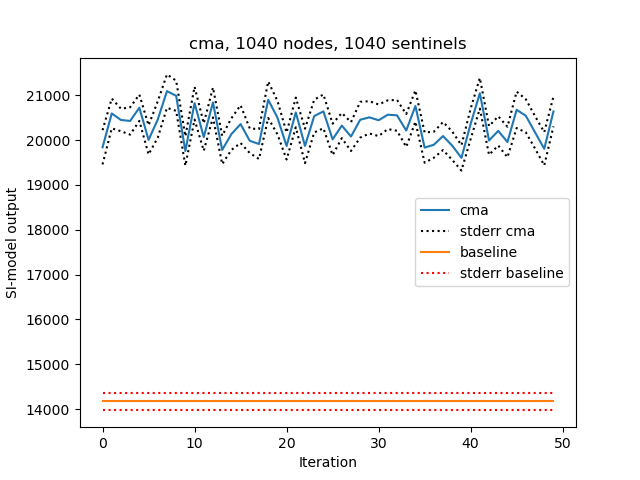 cma, 1040 nodes, 1040 sentinels
SI-model output
21000
20000
19000
18000
17000
16000
15000
14000
cma
stderr cma
baseline
stderr baseline
0 10 20 30 40 50
Iteration